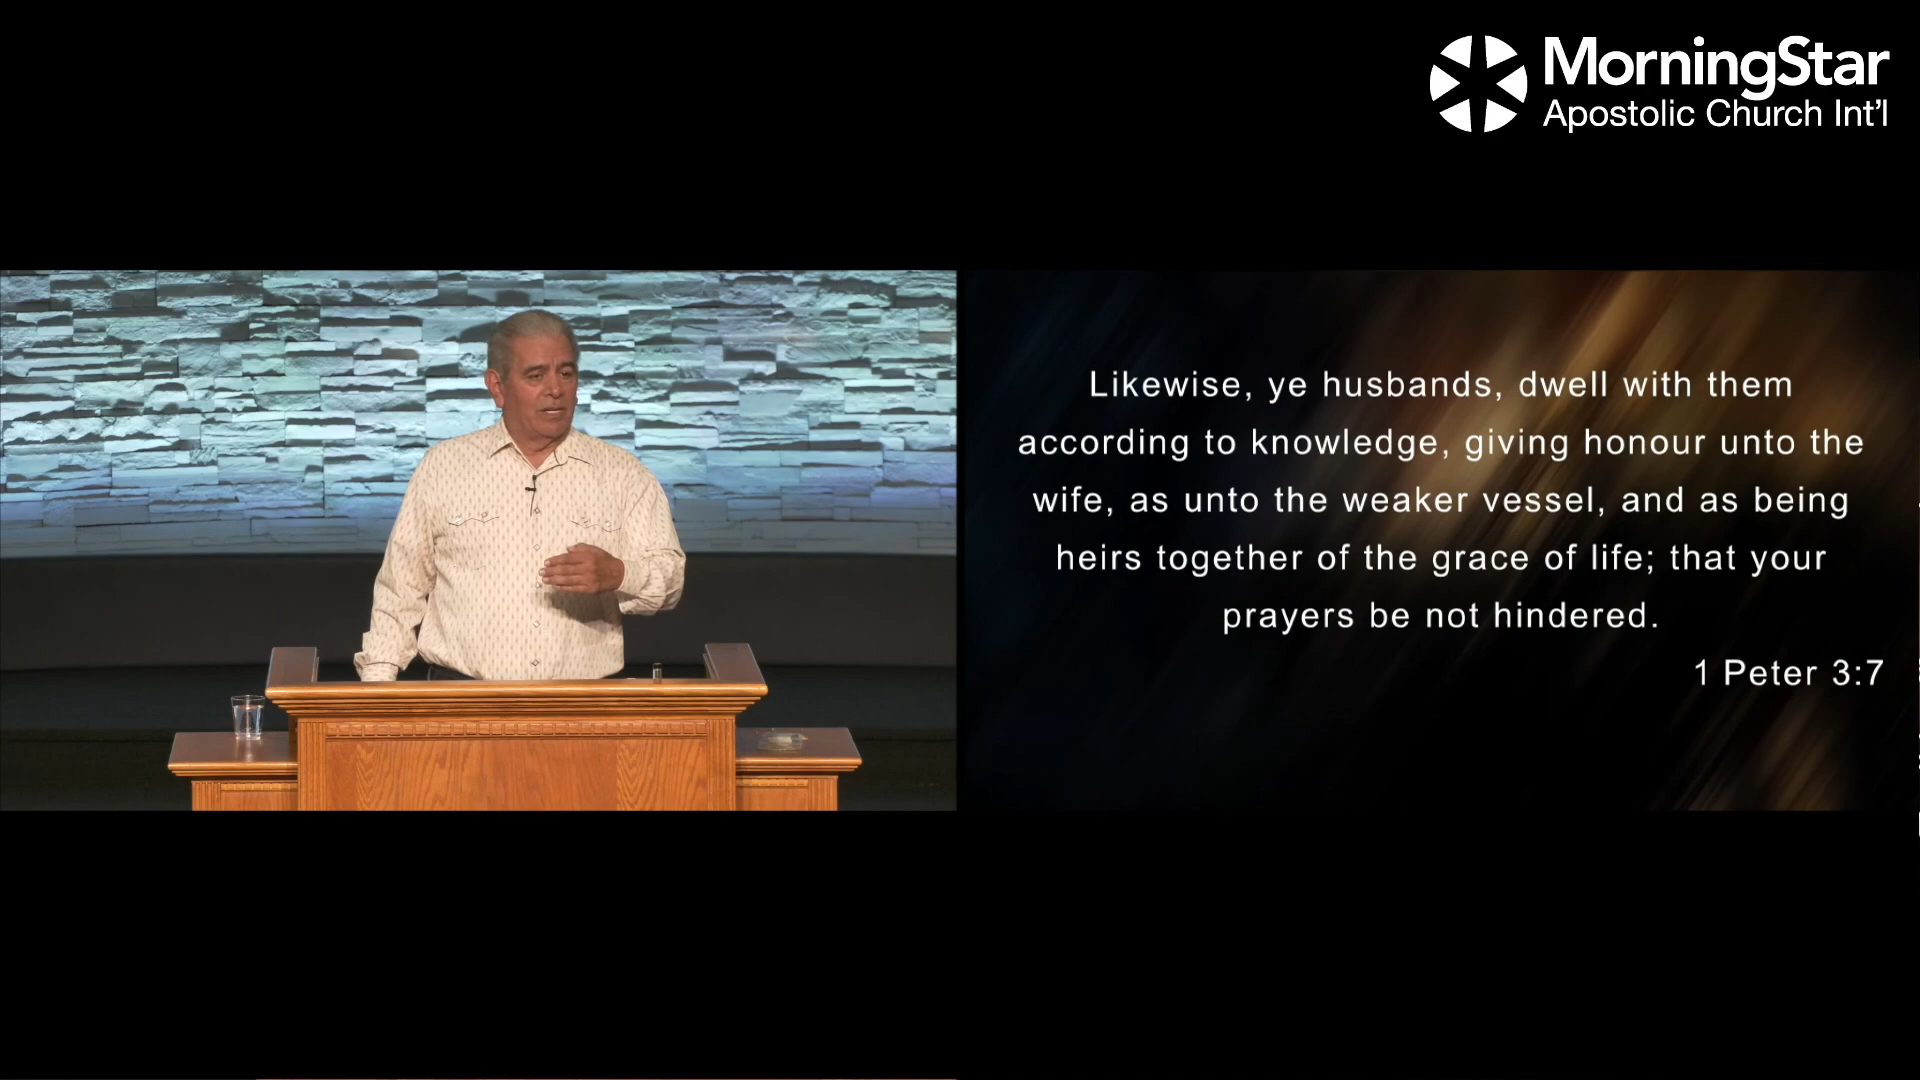 MorningStar
Apostolic Church Int'l
Likewise, ye husbands, dwell with them
according to knowledge, giving honour unto the
wife, as unto the weaker vessel, and as being
heirs together of the grace of life; that your
prayers be not hindered.
1 Peter 3:7